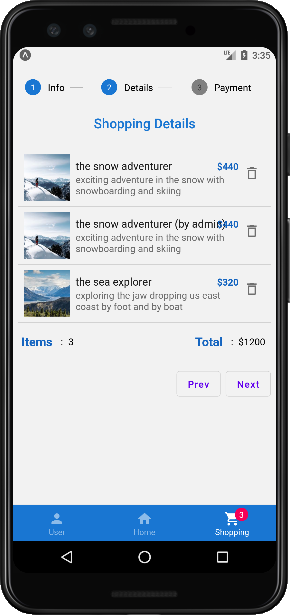 3:35
1 Info
2 Details
3 Payment
Shopping Details
the snow adventurer $440
exciting adventure in the snow with
snowboarding and skiing
the snow adventurer (by admin) $440
exciting adventure in the snow with
snowboarding and skiing
the sea explorer $320
exploring the jaw dropping us east
coast by foot and by boat
Items : 3 Total : $1200
Prev Next
3
User Home Shopping